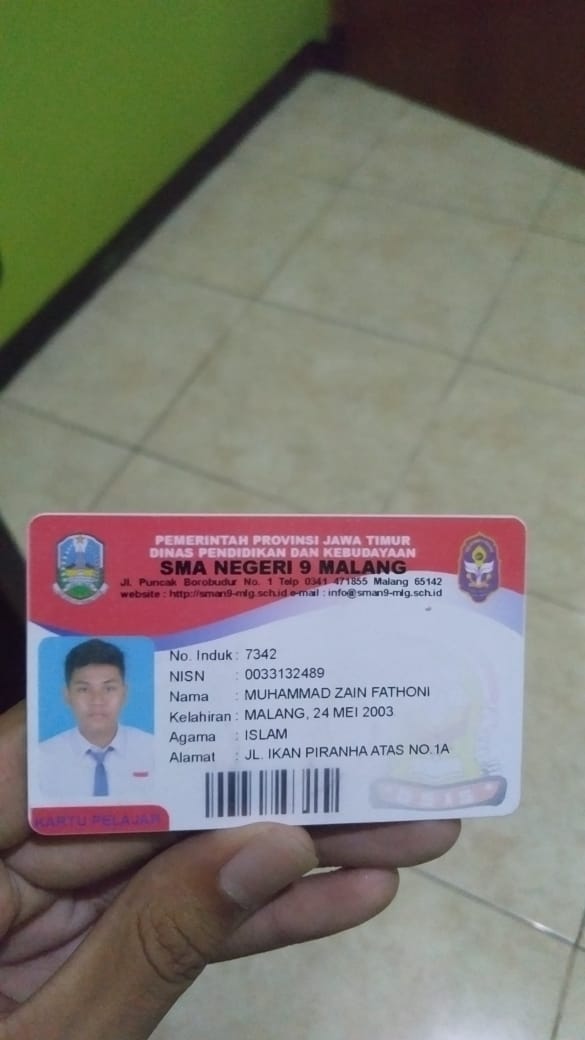 PEMERINTAH PROVINSI JAWA TIMUR
DINAS PENDIDIKAN DAN KEBUDAYAAN
SMA NEGERI 9 MALANG
Jl. Puncak Borobudur No. 1 Telp 0341 471855 Malang 65142
website : http://sman9-mlg.sch.id e-mail : info@sman9-mlg.sch.id
No. Induk : 7342
NISN : 0033132489
Nama : MUHAMMAD ZAIN FATHONI
Kelahiran : MALANG, 24 MEI 2003
Agama : ISLAM
Alamat : JL. IKAN PIRANHA ATAS NO.1A
KARTU PELAJAR